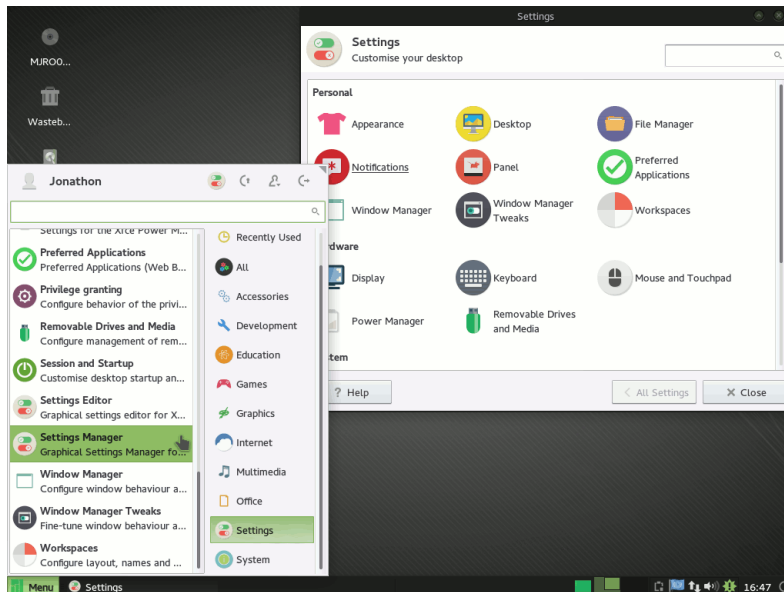 MJRO0...
Wasteb...
Settings
Settings
Customise your desktop
Personal
Appearance
Desktop
File Manager
Notifications
Panel
Preferred
Applications
Window Manager
Window Manager
Tweaks
Workspaces
dware
Display
Keyboard
Mouse and Touchpad
Power Manager
Removable Drives
and Media
tem
? Help
< All Settings
Close
Jonathon
Settings for the Xfce Power M...
Preferred Applications
Preferred Applications (Web B...
Privilege granting
Configure behavior of the privi...
Removable Drives and Media
Configure management of rem...
Session and Startup
Customise desktop startup an...
Settings Editor
Graphical settings editor for X...
Settings Manager
Graphical Settings Manager fo...
Window Manager
Configure window behaviour a...
Window Manager Tweaks
Fine-tune window behaviour a...
Workspaces
Configure layout, names and ...
Recently Used
All
Accessories
Development
Education
Games
Graphics
Internet
Multimedia
Office
Settings
System
Menu
Settings
16:47